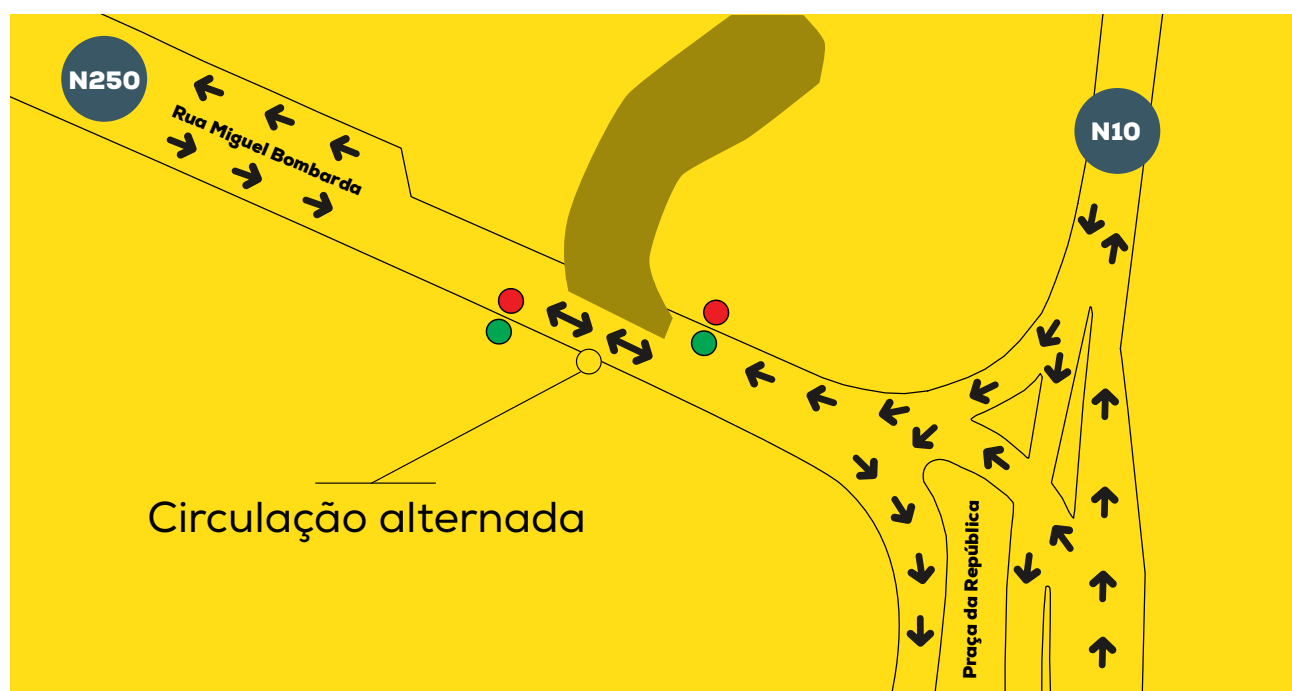 N250
Rua Miguel Bombarda
N10
Circulação alternada
Praça da República